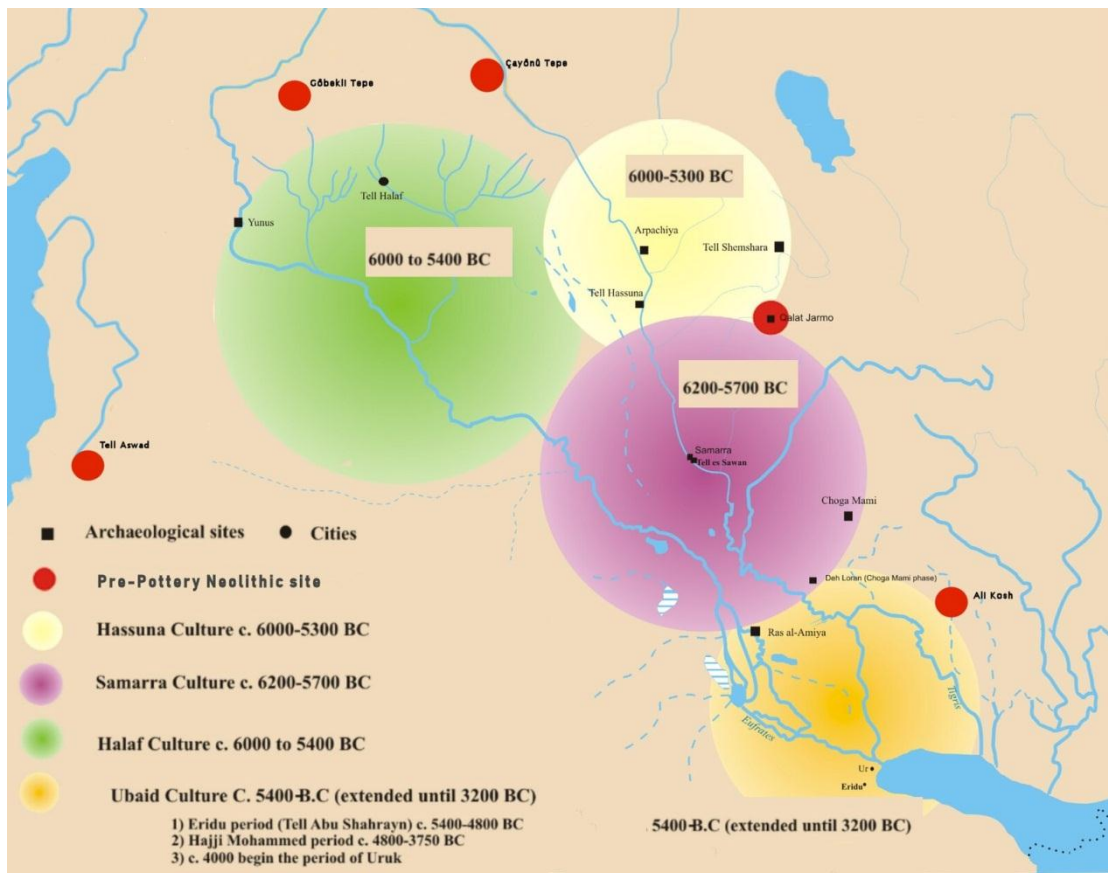 Göbekli Tepe
Çayönü Tepe
6000-5300 BC
Tell Halaf
Yunus
Arpachiya
Tell Shemshara
6000 to 5400 BC
Tell Hassuna
Qalat Jarmo
6200-5700 BC
Tell Aswad
Samarra
Tell es Sawan
Choga Mami
Archaeological sites
Cities
Deh Loran (Choga Mami phase)
Pre-Pottery Neolithic site
Ali Kosh
Hassuna Culture c. 6000-5300 BC
Ras al-Amiya
Samarra Culture c. 6200-5700 BC
Tigris
Eufrates
Halaf Culture c. 6000 to 5400 BC
Ur
Eridu
Ubaid Culture C. 5400-B.C (extended until 3200 BC)
1) Eridu period (Tell Abu Shahrayn) c. 5400-4800 BC
2) Hajji Mohammed period c. 4800-3750 BC
3) c. 4000 begin the period of Uruk
. 5400-B.C (extended until 3200 BC)